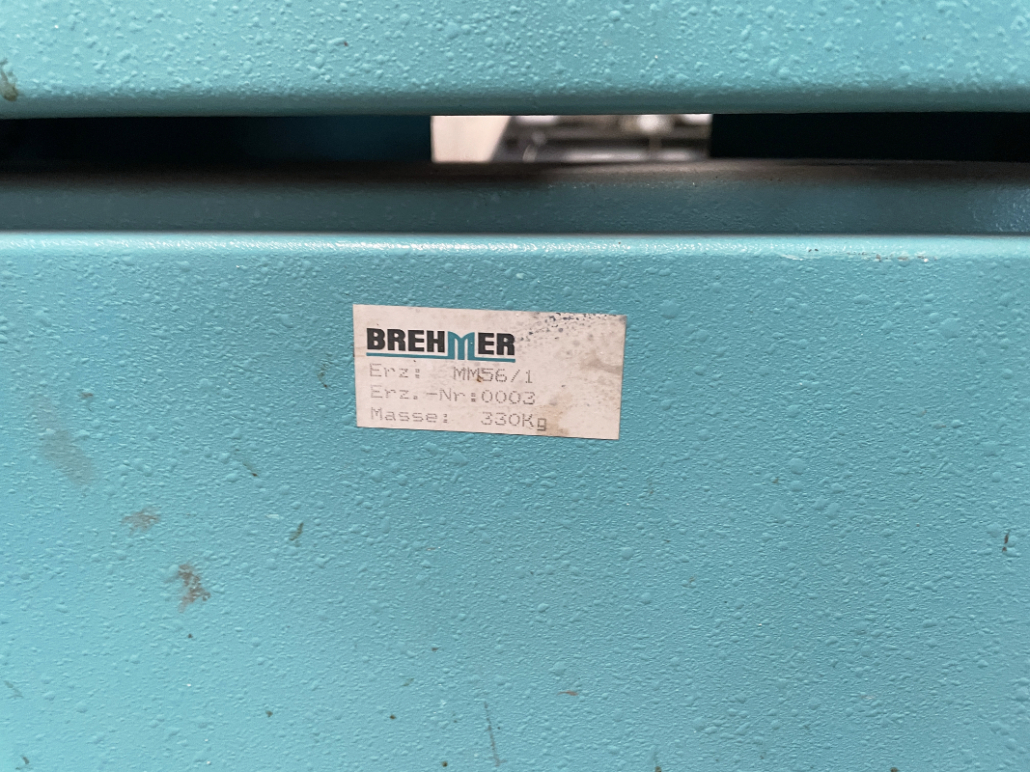 BREHMER
Erz: MM56/1
Erz.-Nr:0003
Masse: 330Kg